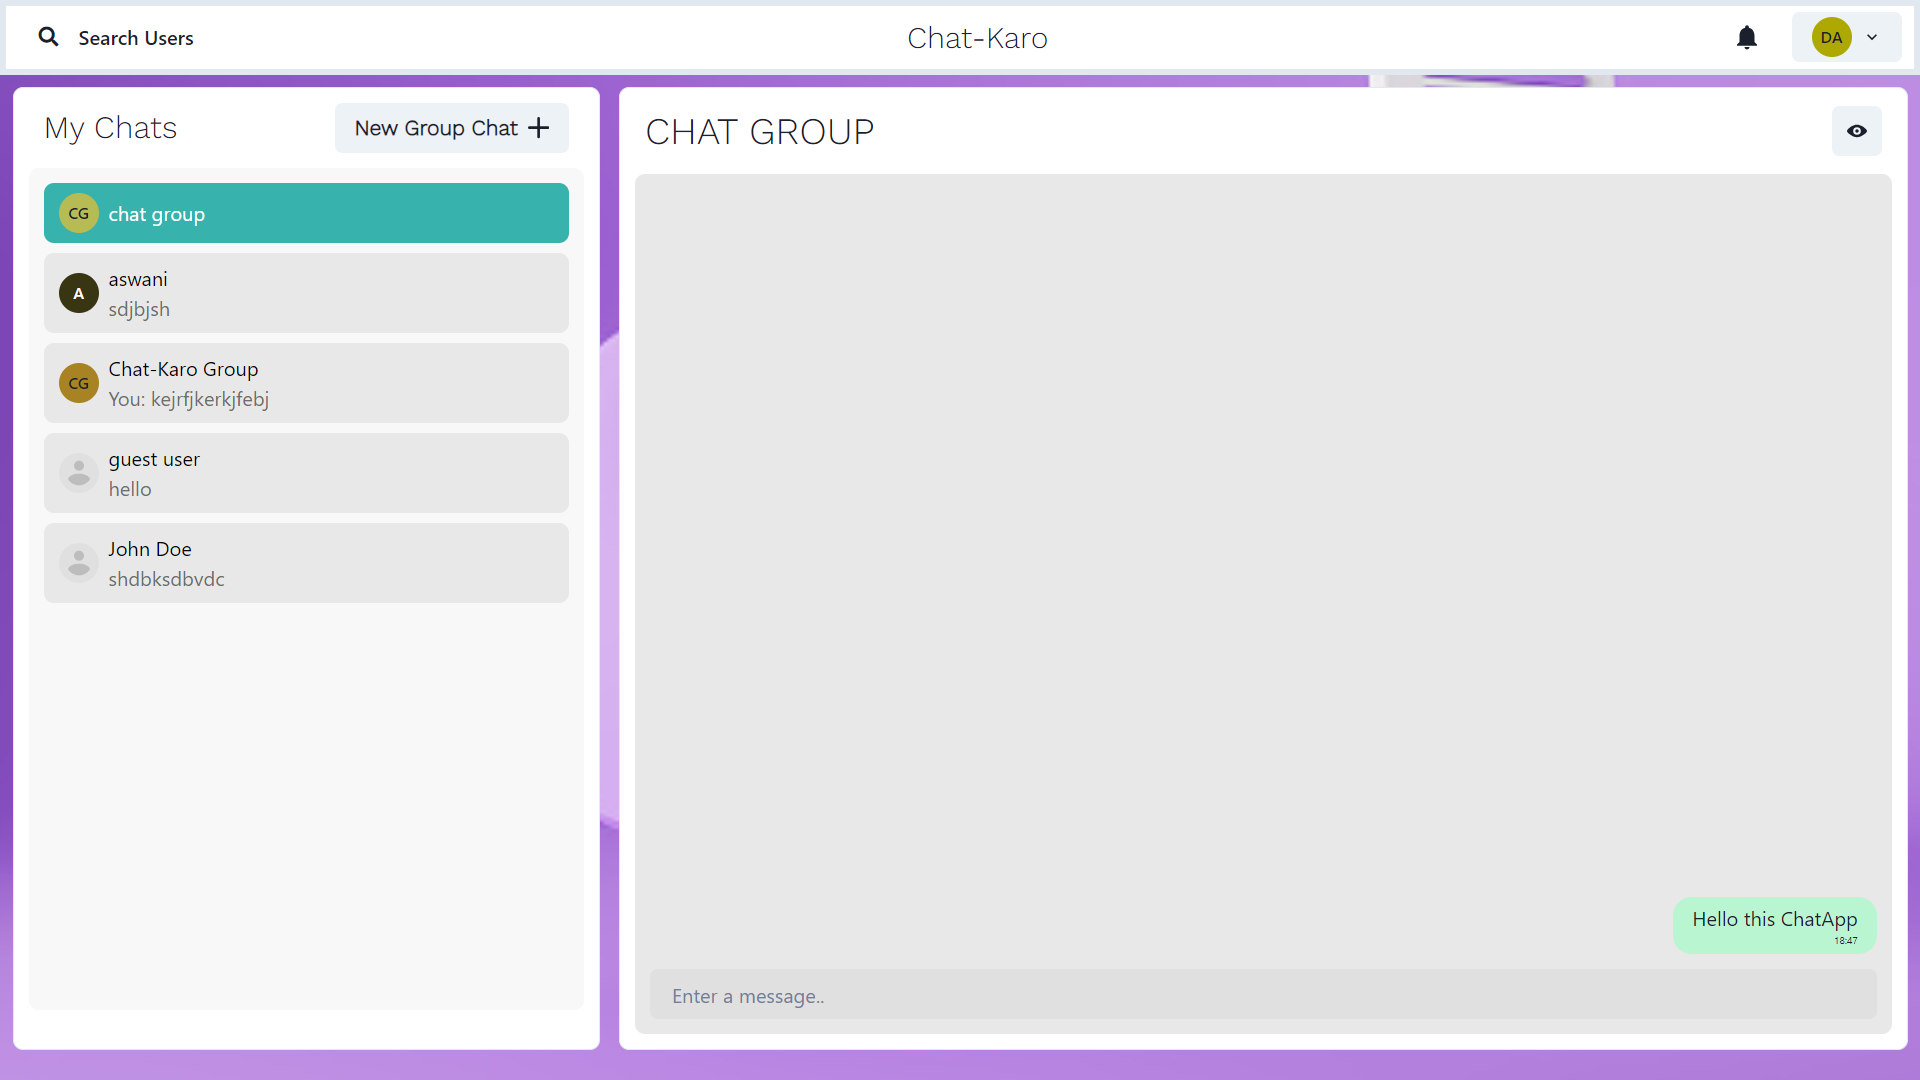 Search Users
Chat-Karo
DA
My Chats
New Group Chat
CG
chat group
A
aswani
sdjbjsh
CG
Chat-Karo Group
You: kejrfjkerkjfebj
guest user
hello
John Doe
shdbksdbvdc
CHAT GROUP
Hello this ChatApp
18:47
Enter a message..